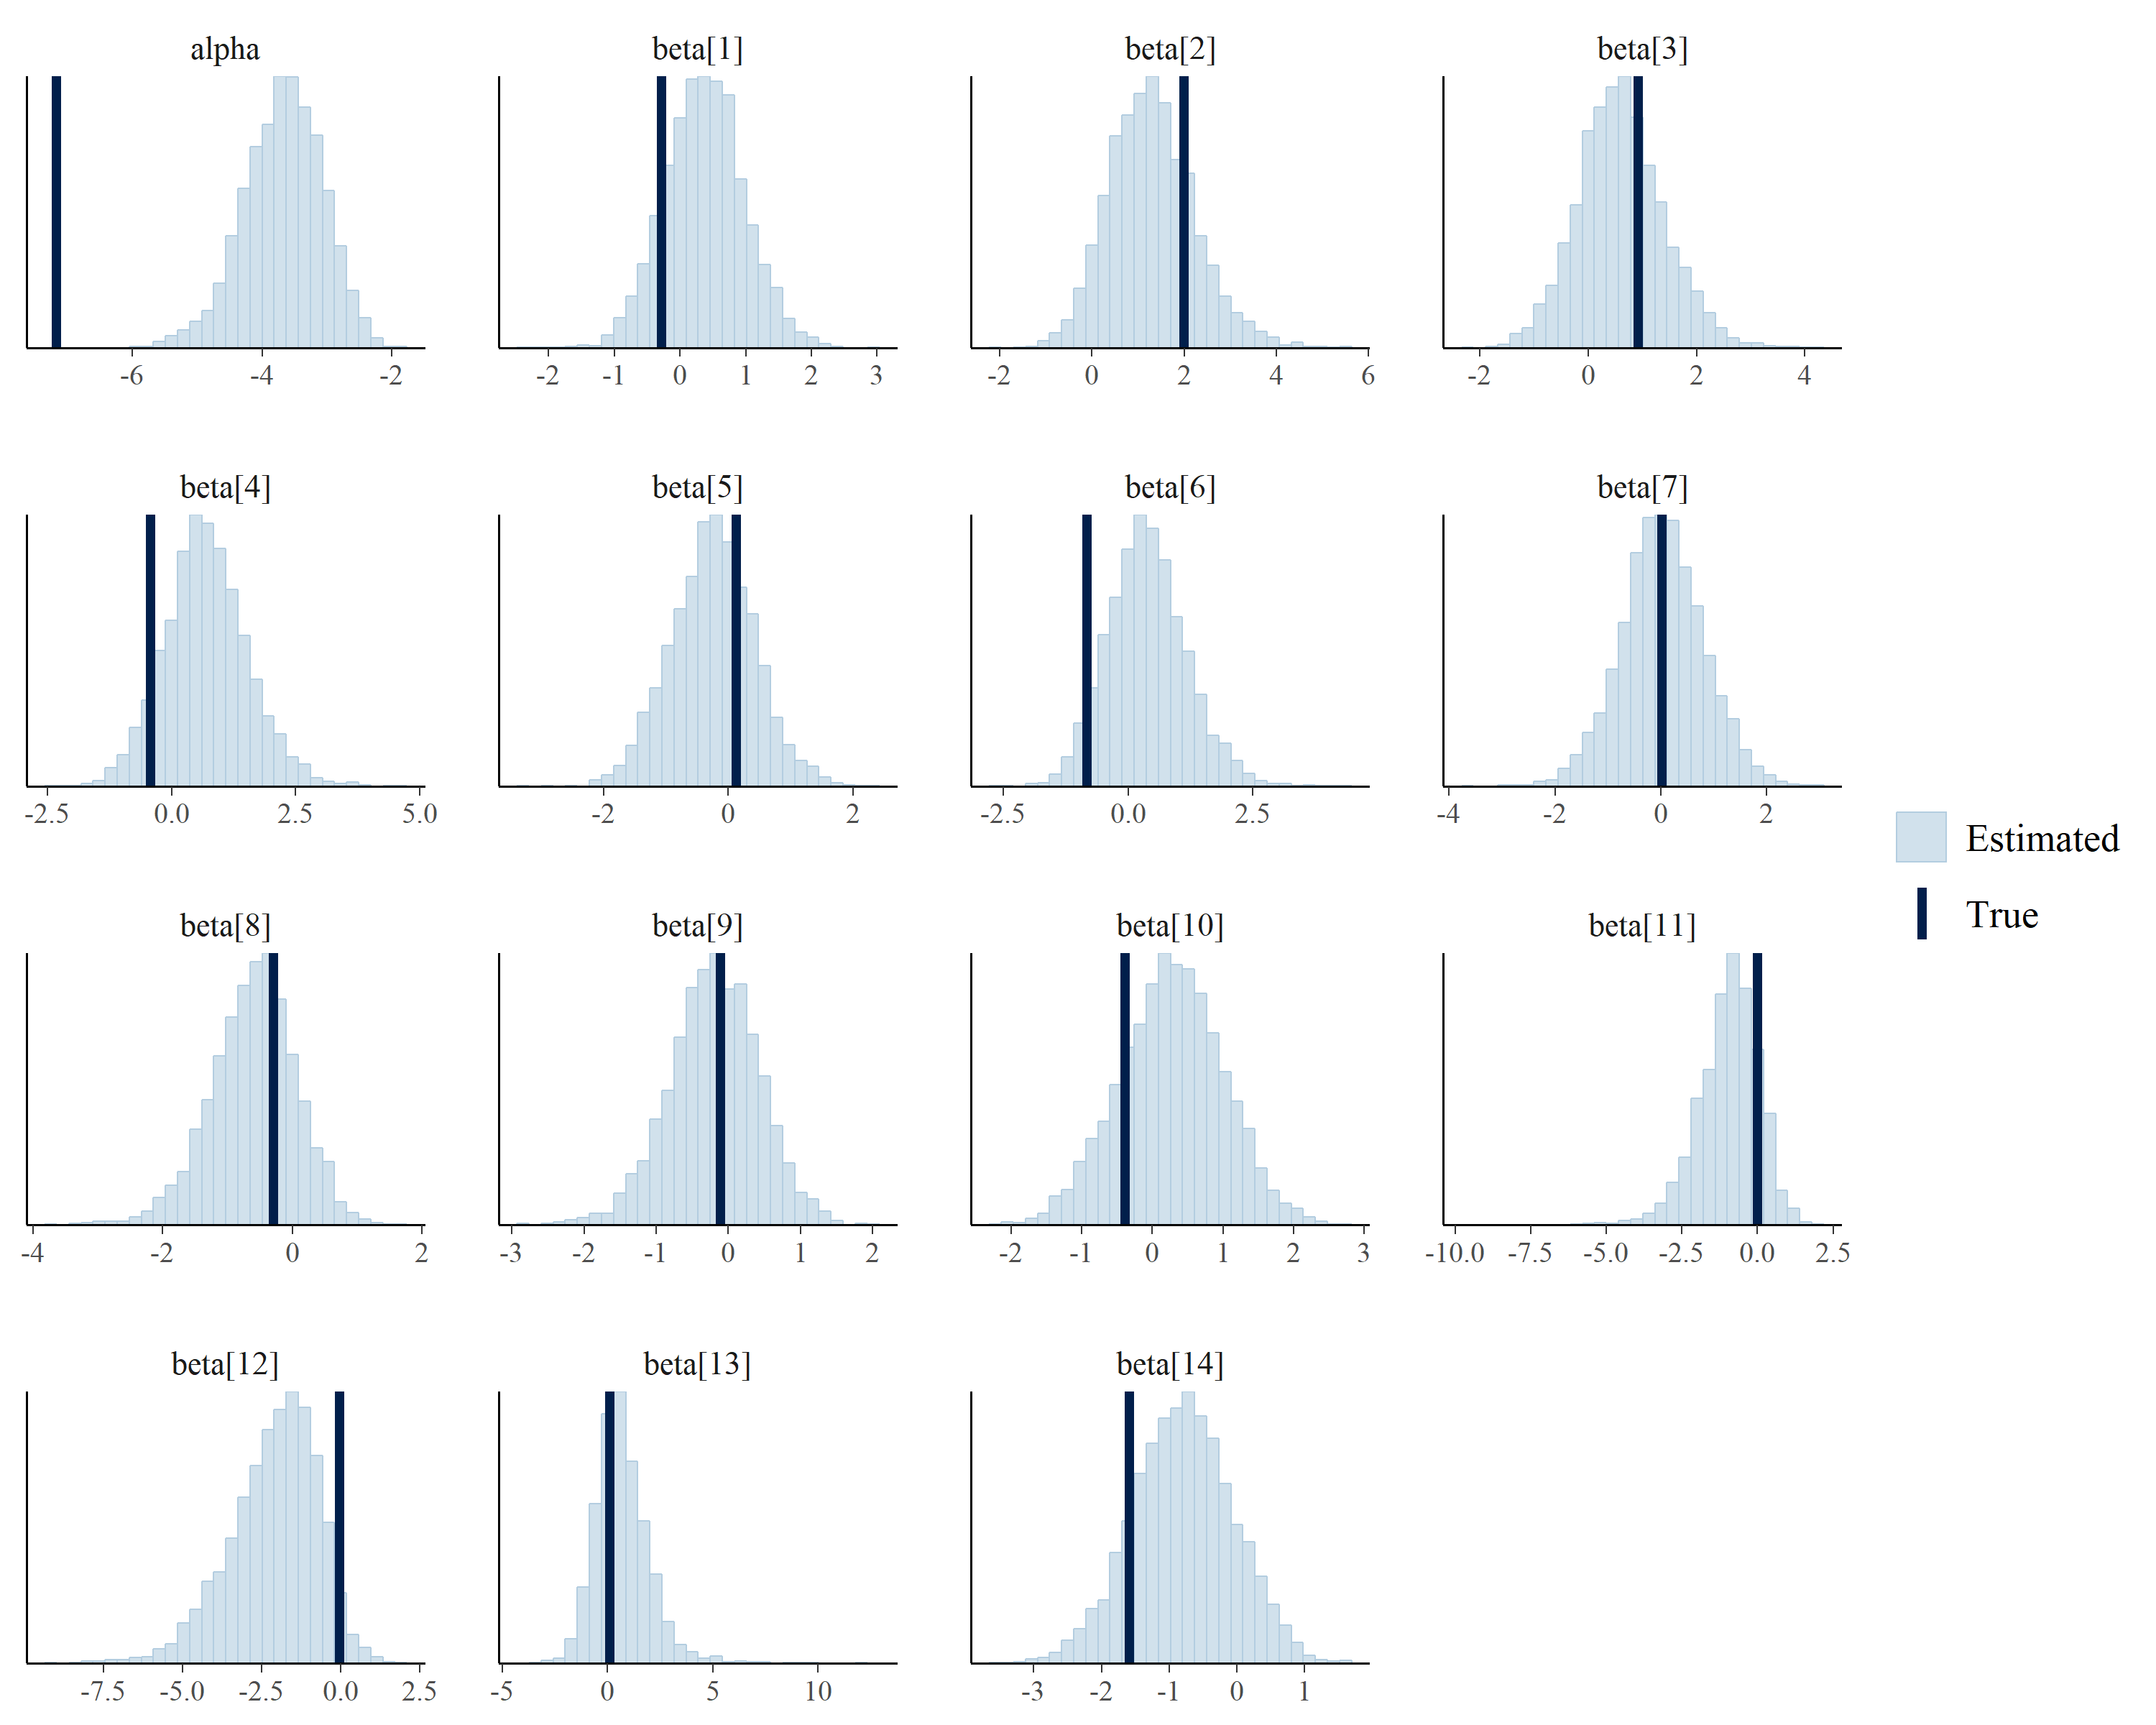 alpha beta[1] beta[2] beta[3]
-6 -4 -2 -2 -1 0 1 2 3 -2 0 2 4 6 -2 0 2 4
beta[4] beta[5] beta[6] beta[7]
-2.5 0.0 2.5 5.0 -2 0 2 -2.5 0.0 2.5 -4 -2 0 2
Estimated
True
beta[8] beta[9] beta[10] beta[11]
-4 -2 0 2 -3 -2 -1 0 1 2 -2 -1 0 1 2 3 -10.0 -7.5 -5.0 -2.5 0.0 2.5
beta[12] beta[13] beta[14]
-7.5 -5.0 -2.5 0.0 2.5 -5 0 5 10 -3 -2 -1 0 1